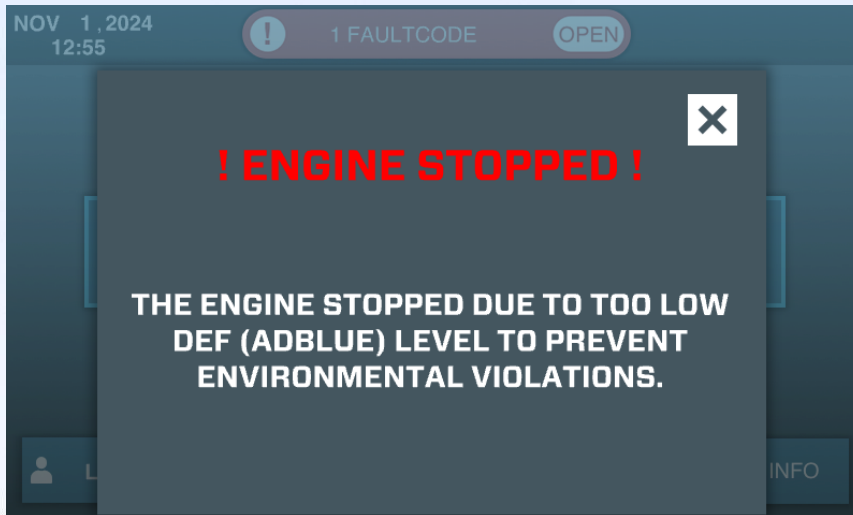 NOV 1,2024
12:55
! 1 FAULTCODE OPEN
! ENGINE STOPPED !
THE ENGINE STOPPED DUE TO TOO LOW
DEF (ADBLUE) LEVEL TO PREVENT
ENVIRONMENTAL VIOLATIONS.
INFO